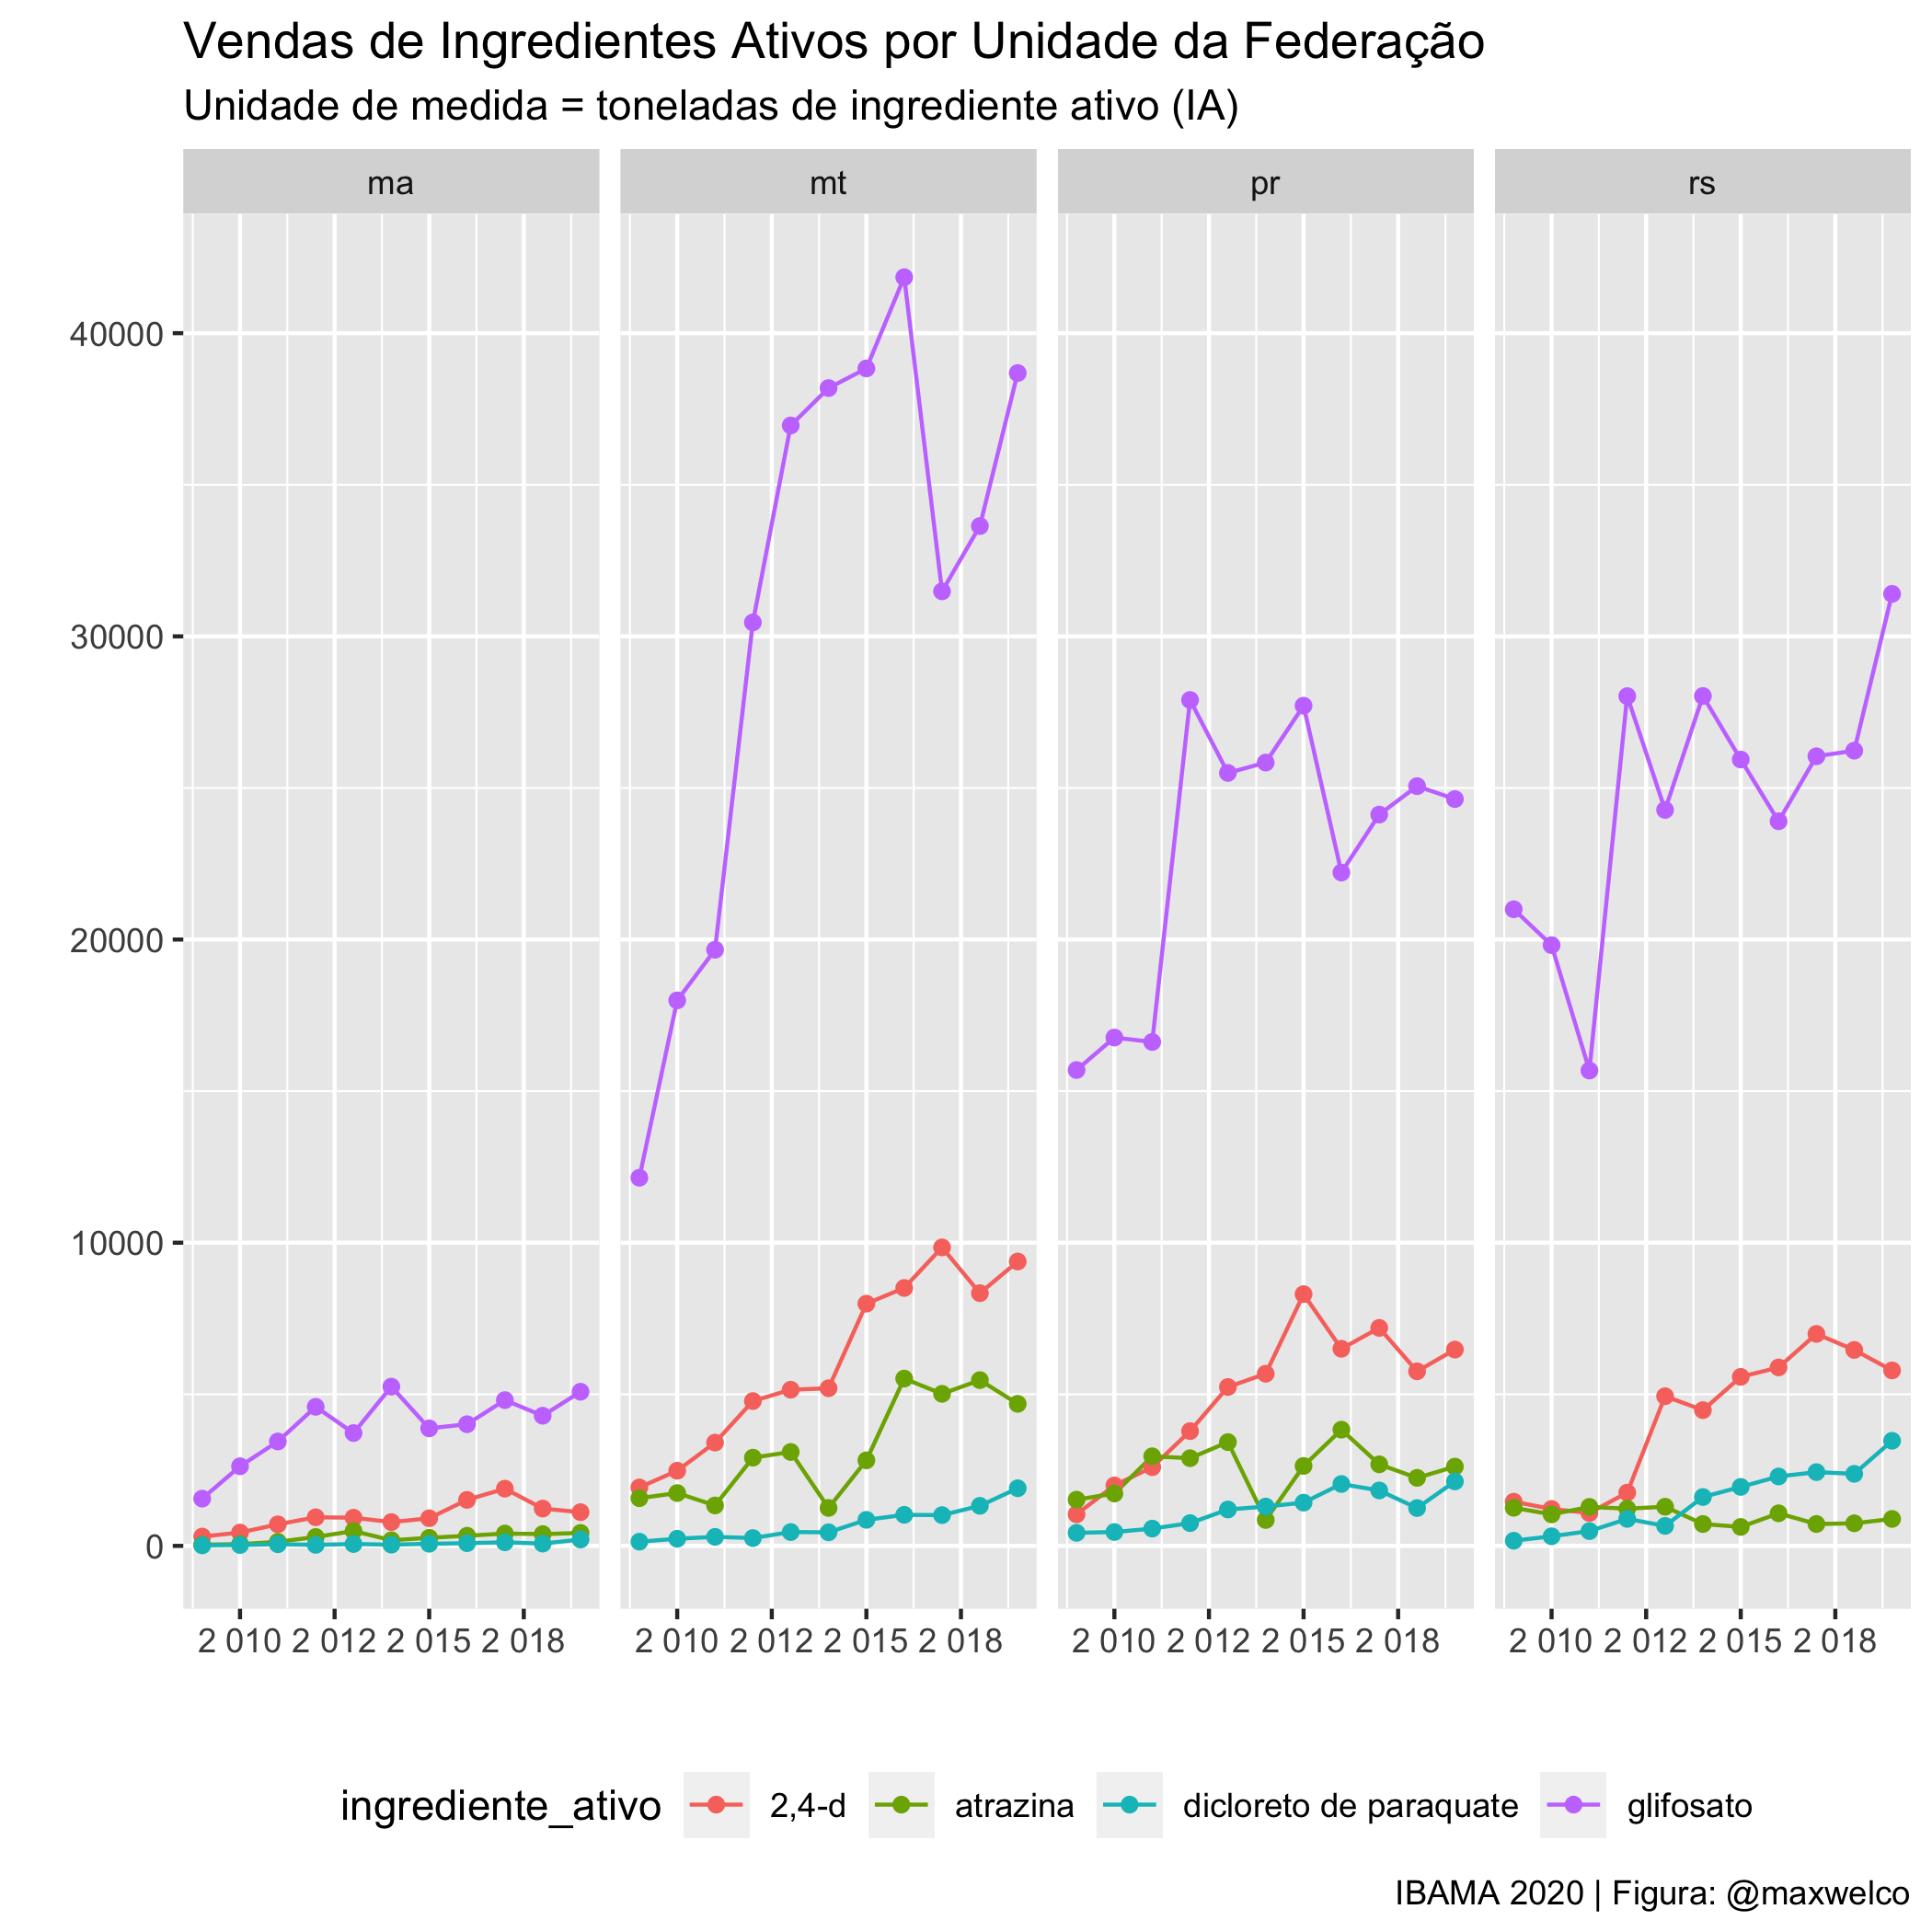 Vendas de Ingredientes Ativos por Unidade da Federação
Unidade de medida = toneladas de ingrediente ativo (IA)
ma mt pr rs
40000
30000
20000
10000
0
2 010 2 012 2 015 2 018 2 010 2 012 2 015 2 018 2 010 2 012 2 015 2 018 2 010 2 012 2 015 2 018
ingrediente_ativo 2,4-d atrazina dicloreto de paraquate glifosato
IBAMA 2020 | Figura: @maxwelco